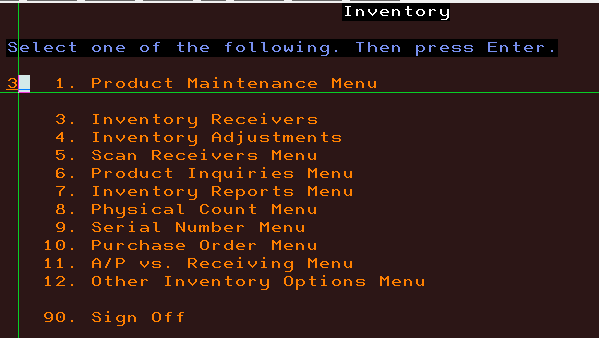 Inventory
Select one of the following. Then press Enter.
3 1. Product Maintenance Menu
3. Inventory Receivers
4. Inventory Adjustments
5. Scan Receivers Menu
6. Product Inquiries Menu
7. Inventory Reports Menu
8. Physical Count Menu
9. Serial Number Menu
10. Purchase Order Menu
11. A/P vs. Receiving Menu
12. Other Inventory Options Menu
90. Sign Off